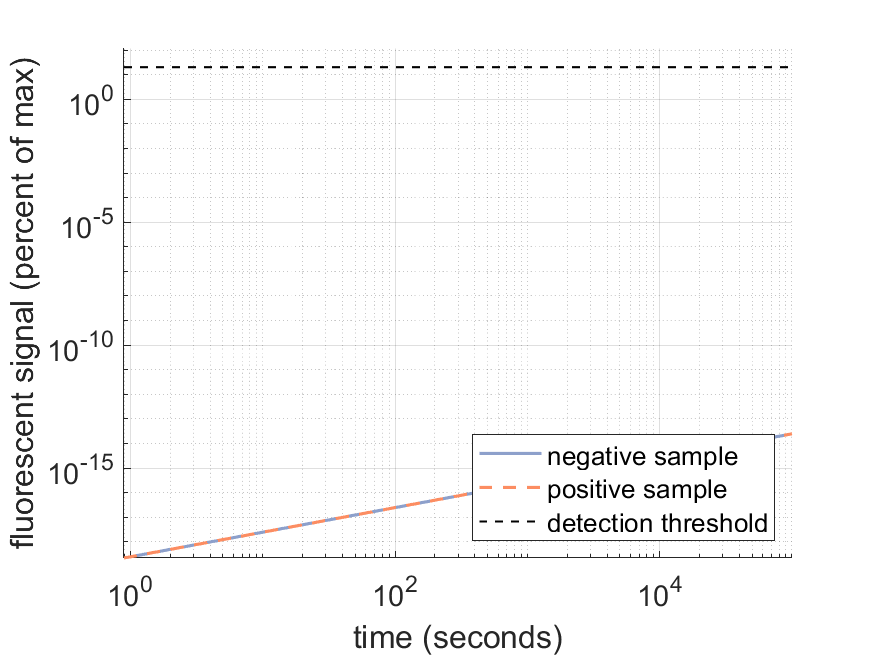 fluorescent signal (percent of max)
10^0
10^-5
10^-10
10^-15
negative sample
positive sample
detection threshold
10^0
10^2
10^4
time (seconds)